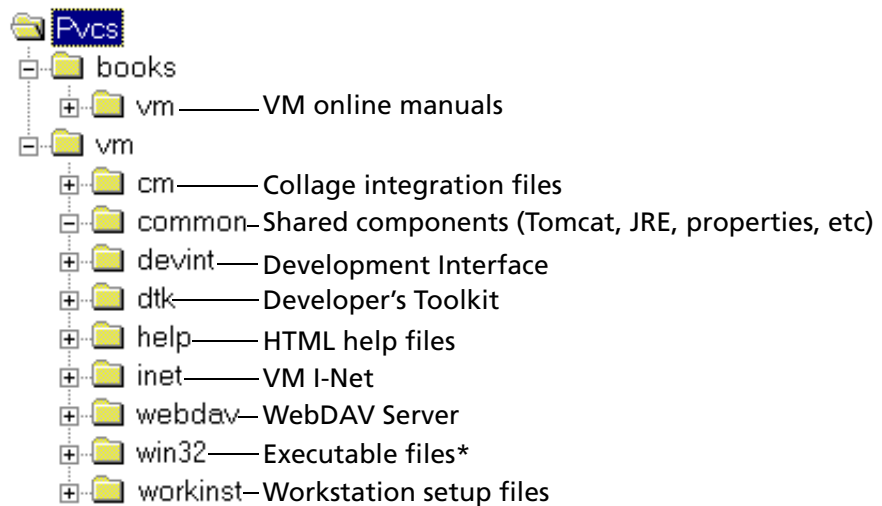 Pvcs
books
vm VM online manuals
vm
cm Collage integration files
common Shared components (Tomcat, JRE, properties, etc)
devint Development Interface
dtk Developer’s Toolkit
help HTML help files
inet VM I-Net
webdav WebDAV Server
win32 Executable files*
workinst Workstation setup files